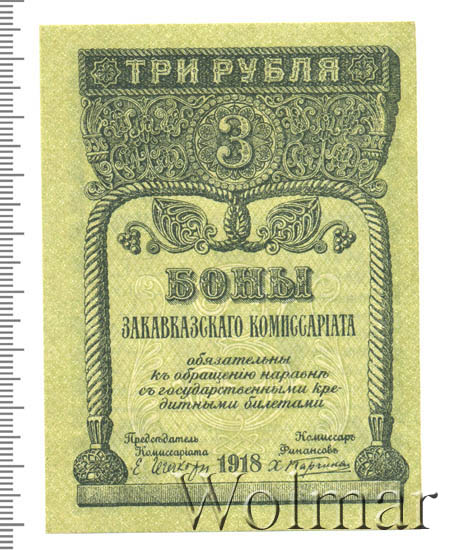 ТРИ РУБЛЯ
3
БОНЫ
ЗАКАВКАЗСКАГО КОМИССАРІАТА
обязательны
къ обращенію наравнѣ
съ государственными кре-
дитными билетами
Предсѣдатель Комиссаръ
Комиссаріата Финансовъ
1918
Wolmar